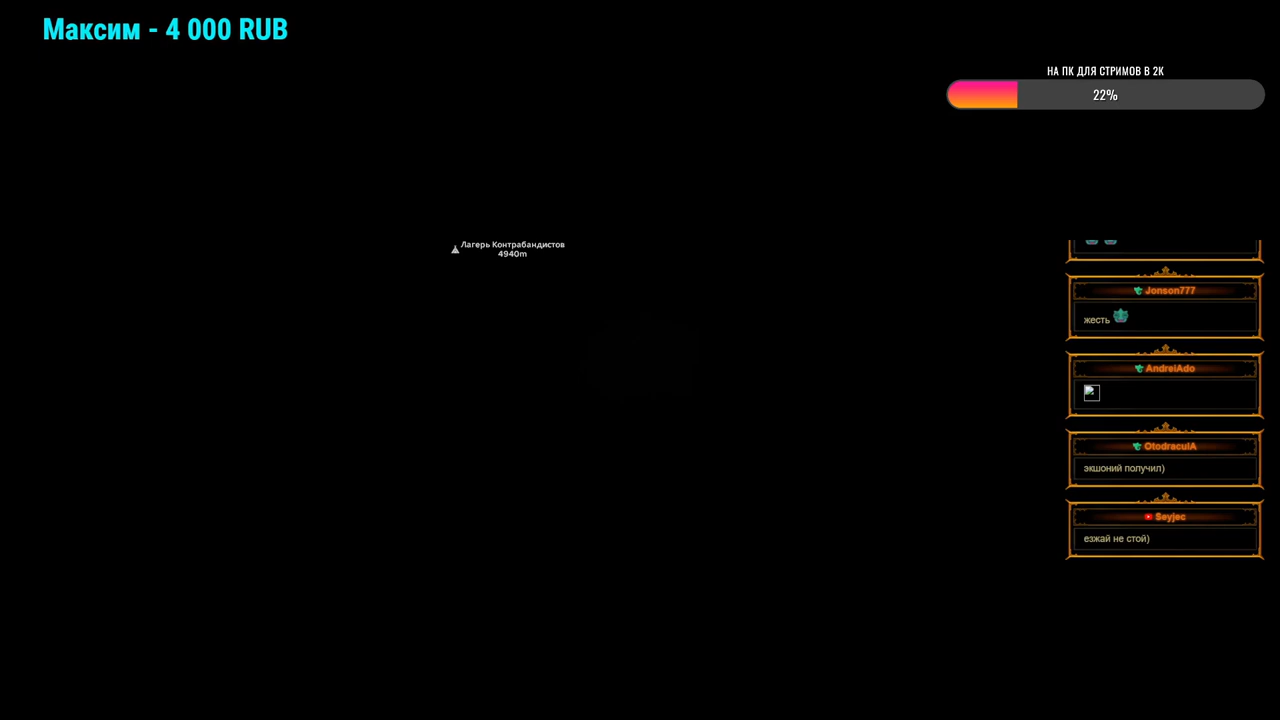 Максим - 4 000 RUB
НА ПК ДЛЯ СТРИМОВ В 2К
22%
Лагерь Контрабандистов
4940m
Jonson777
жесть
AndreiAdo
OtodraculA
экшоний получил)
Seyjec
езжай не стой)